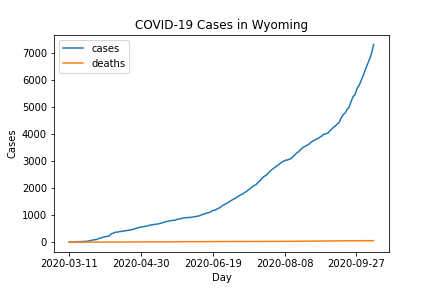 COVID-19 Cases in Wyoming
cases
deaths
7000
6000
5000
4000
3000
2000
1000
0
Cases
2020-03-11 2020-04-30 2020-06-19 2020-08-08 2020-09-27
Day